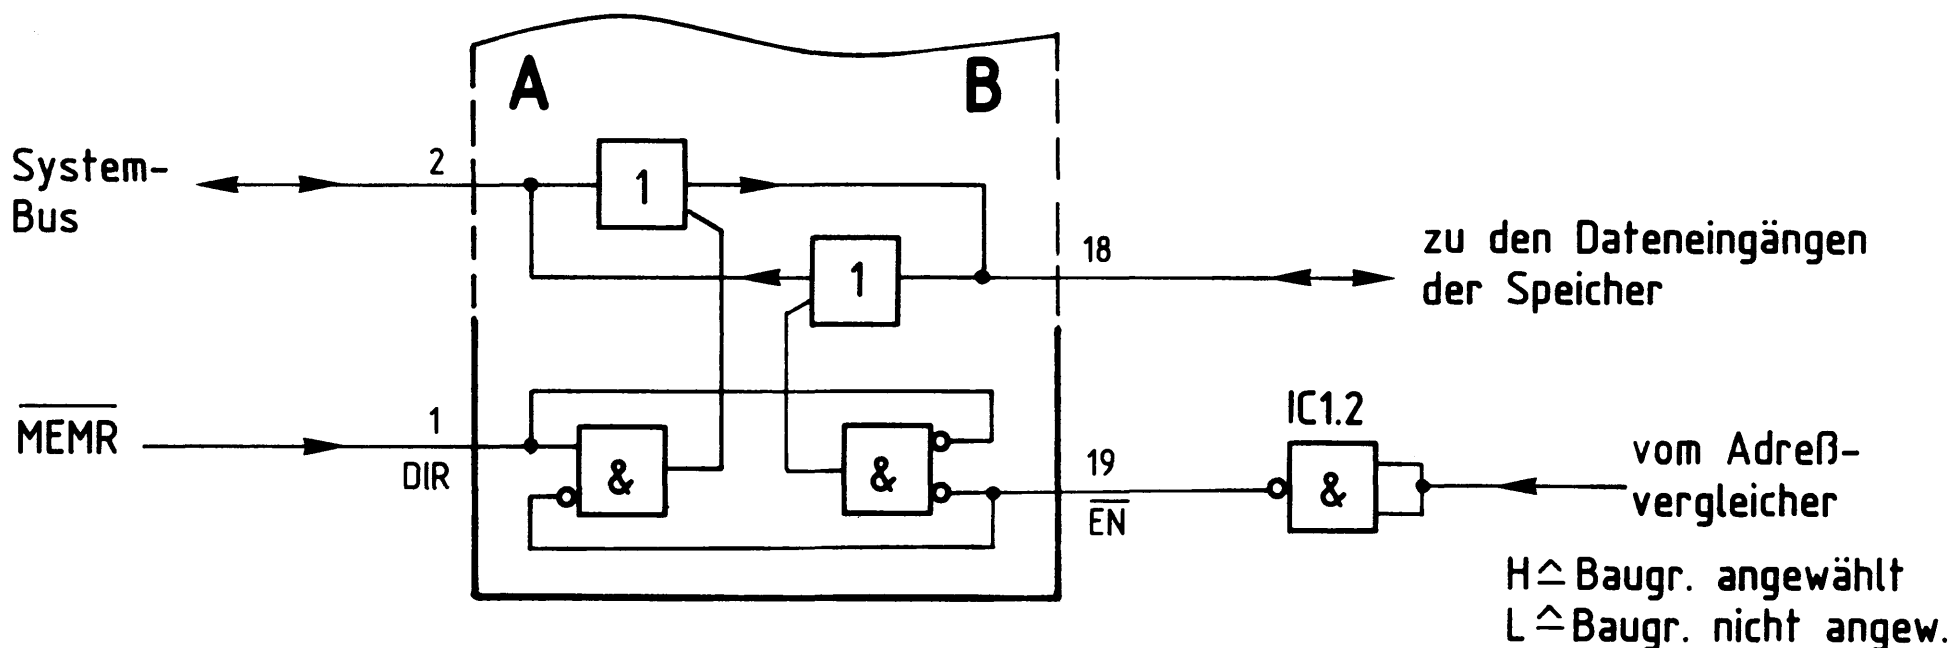 A
B
System-
Bus
2
1
1
18
zu den Dateneingängen
der Speicher
MEMR
1
DIR
&
&
19
EN
IC1.2
&
vom Adreß-
vergleicher
H≙Baugr. angewählt
L≙Baugr. nicht angew.